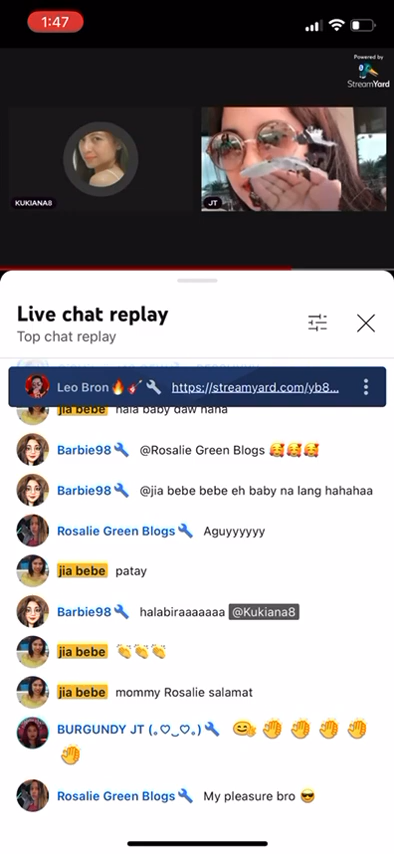 1:47
Powered by
StreamYard
KUKIANA8
JT
Live chat replay
Top chat replay
Leo Bron🔥🎸🔧 https://streamyard.com/yb8...
jia bebe hala baby daw haha
Barbie98🔧 @Rosalie Green Blogs 🥰🥰🥰
Barbie98🔧 @jia bebe bebe eh baby na lang hahahaa
Rosalie Green Blogs🔧 Aguyyyyyy
jia bebe patay
Barbie98🔧 halabiraaaaaaa @Kukiana8
jia bebe 👏👏👏
jia bebe mommy Rosalie salamat
BURGUNDY JT (｡♡‿♡｡)🔧 😊👏👏👏👏
👏
Rosalie Green Blogs🔧 My pleasure bro 😎